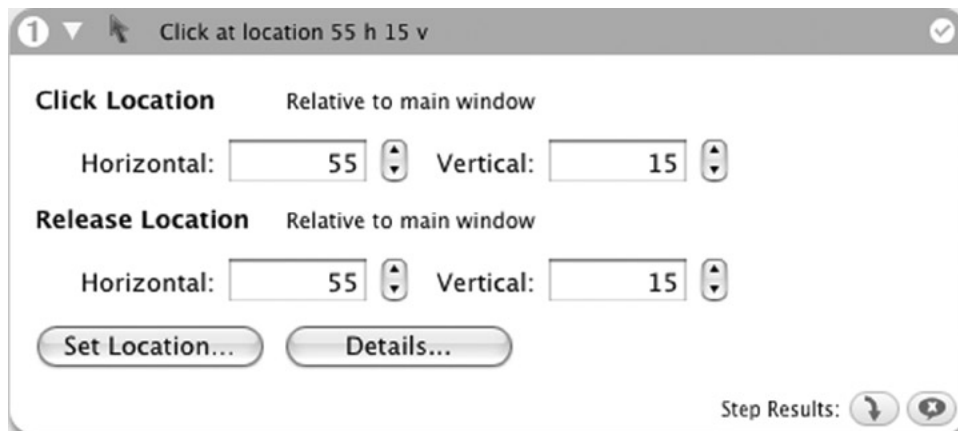 1 Click at location 55 h 15 v
Click Location Relative to main window
Horizontal: 55 Vertical: 15
Release Location Relative to main window
Horizontal: 55 Vertical: 15
Set Location... Details...
Step Results: